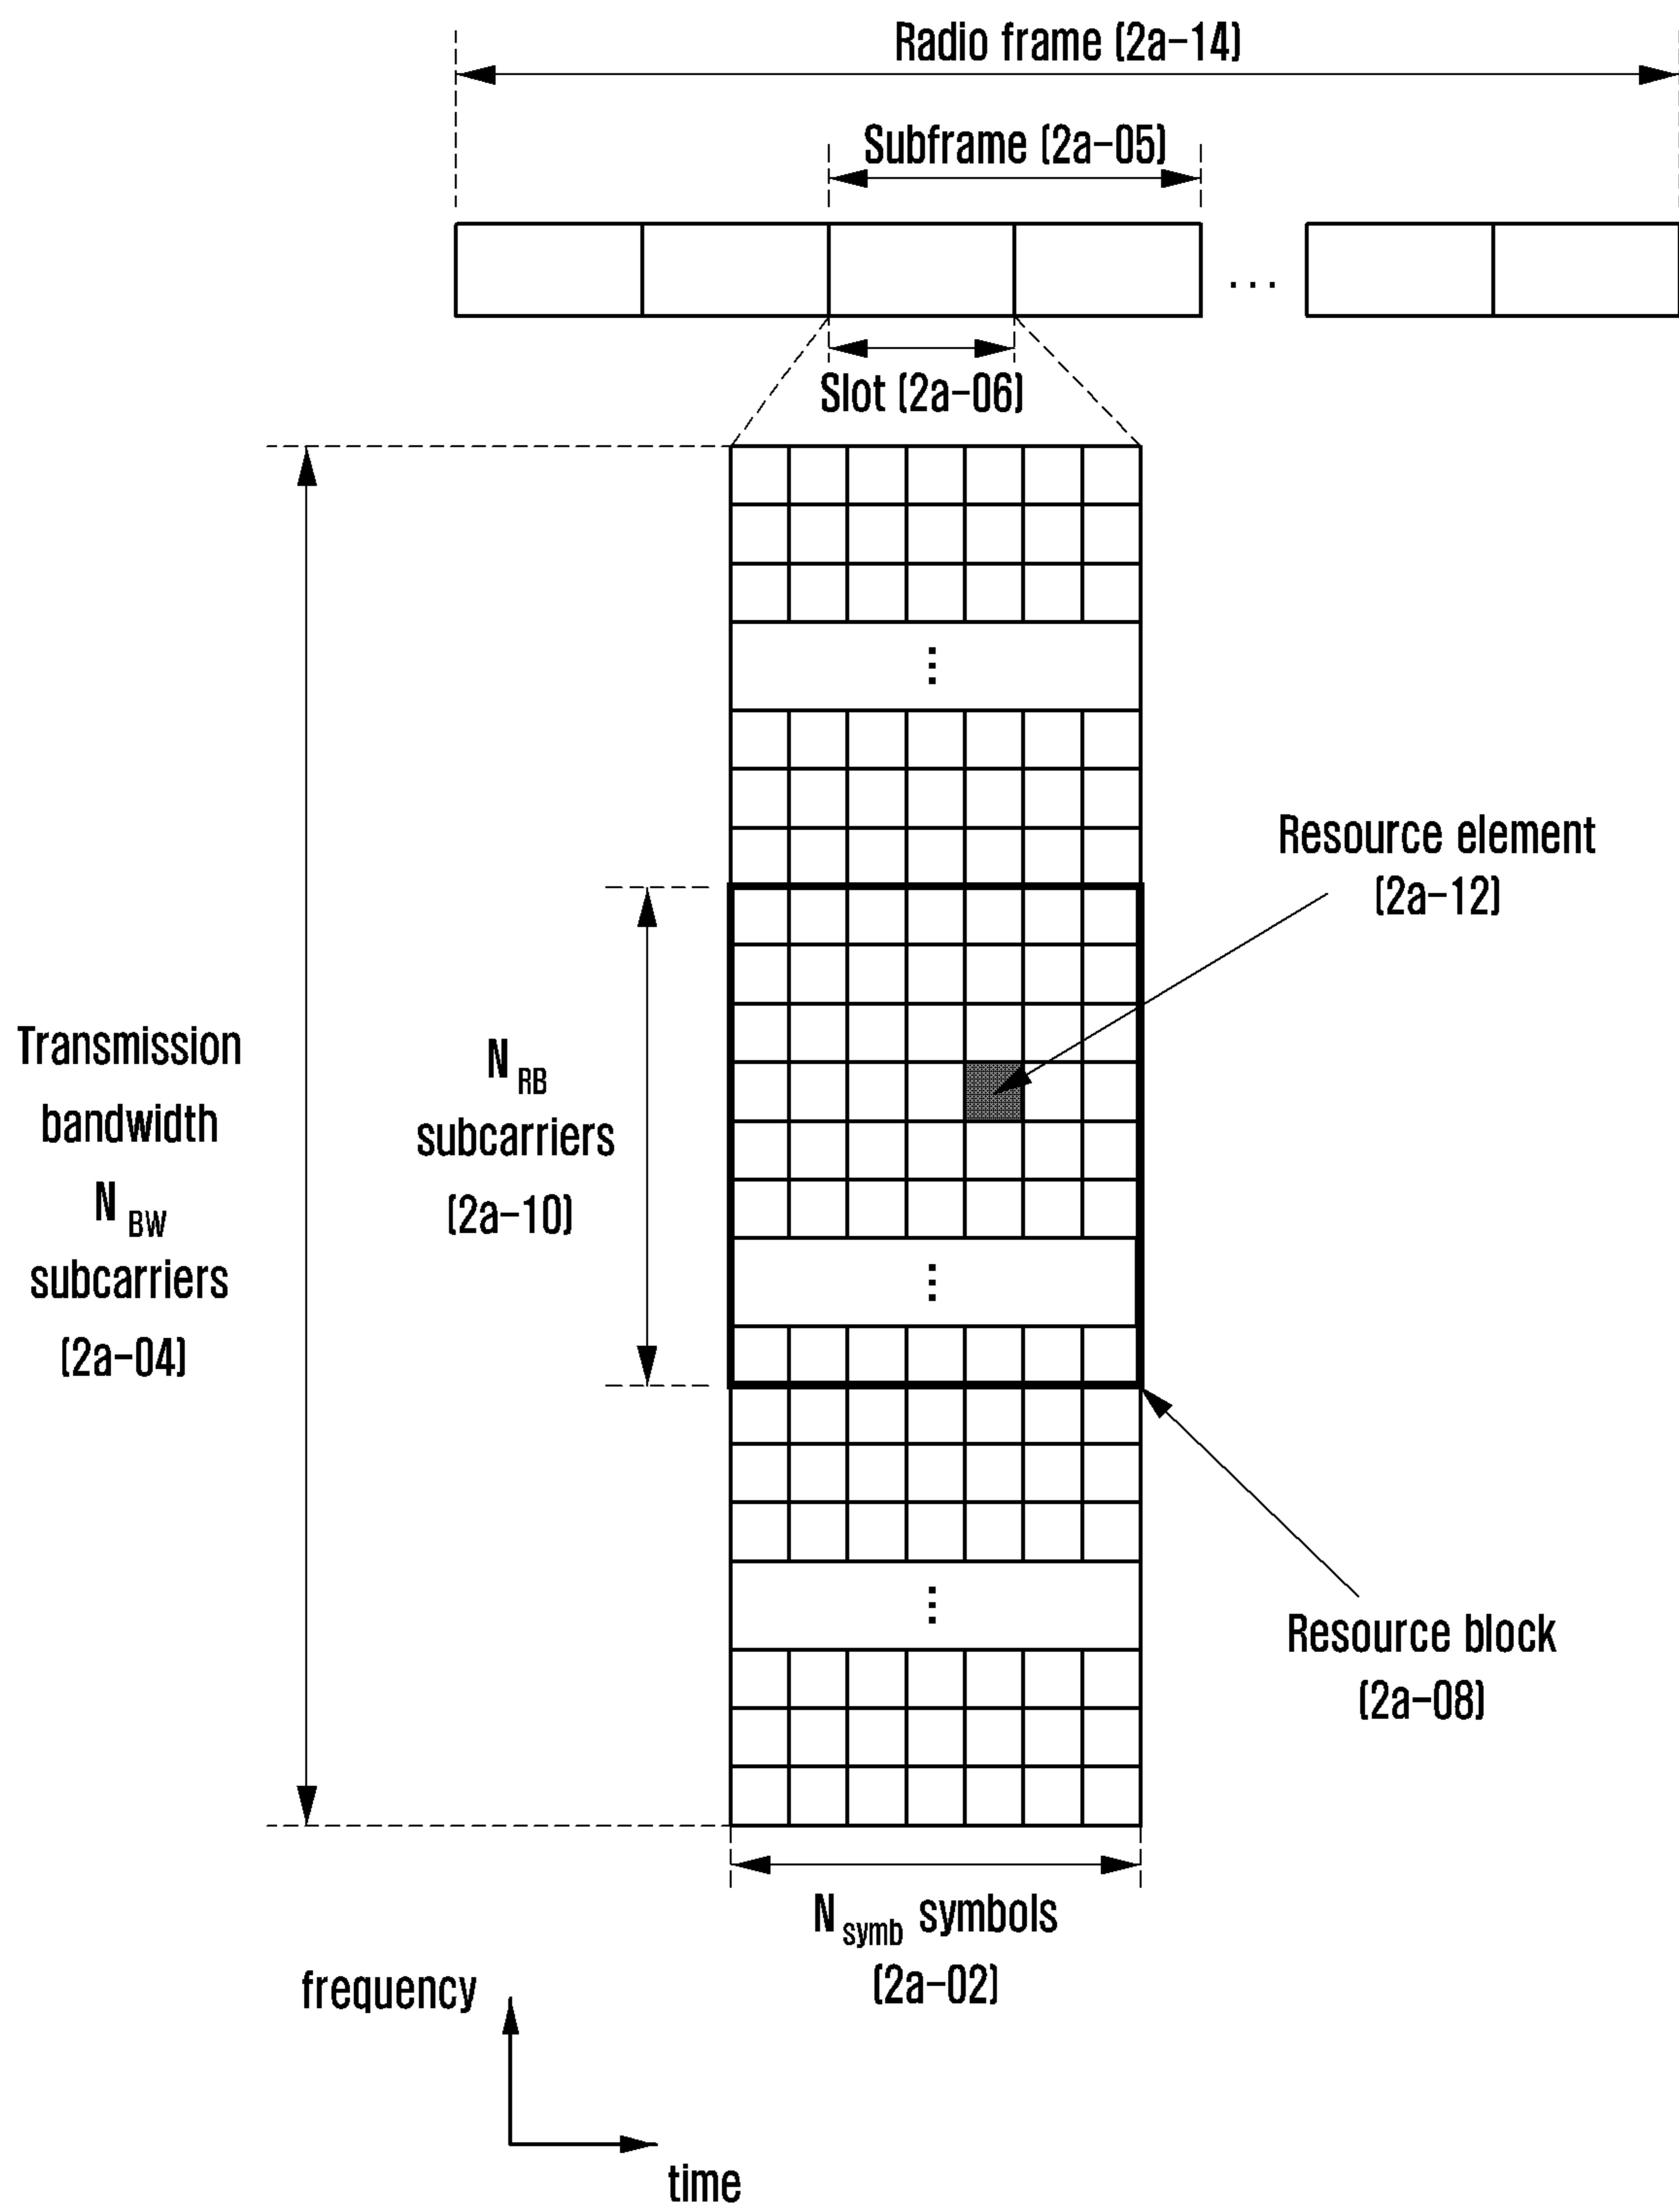 Radio frame (2a-14)
Subframe (2a-05)
...
Slot (2a-06)
Resource element
(2a-12)
Transmission
bandwidth
N BW
subcarriers
(2a-04)
N RB
subcarriers
(2a-10)
Resource block
(2a-08)
N symb symbols
(2a-02)
frequency
time